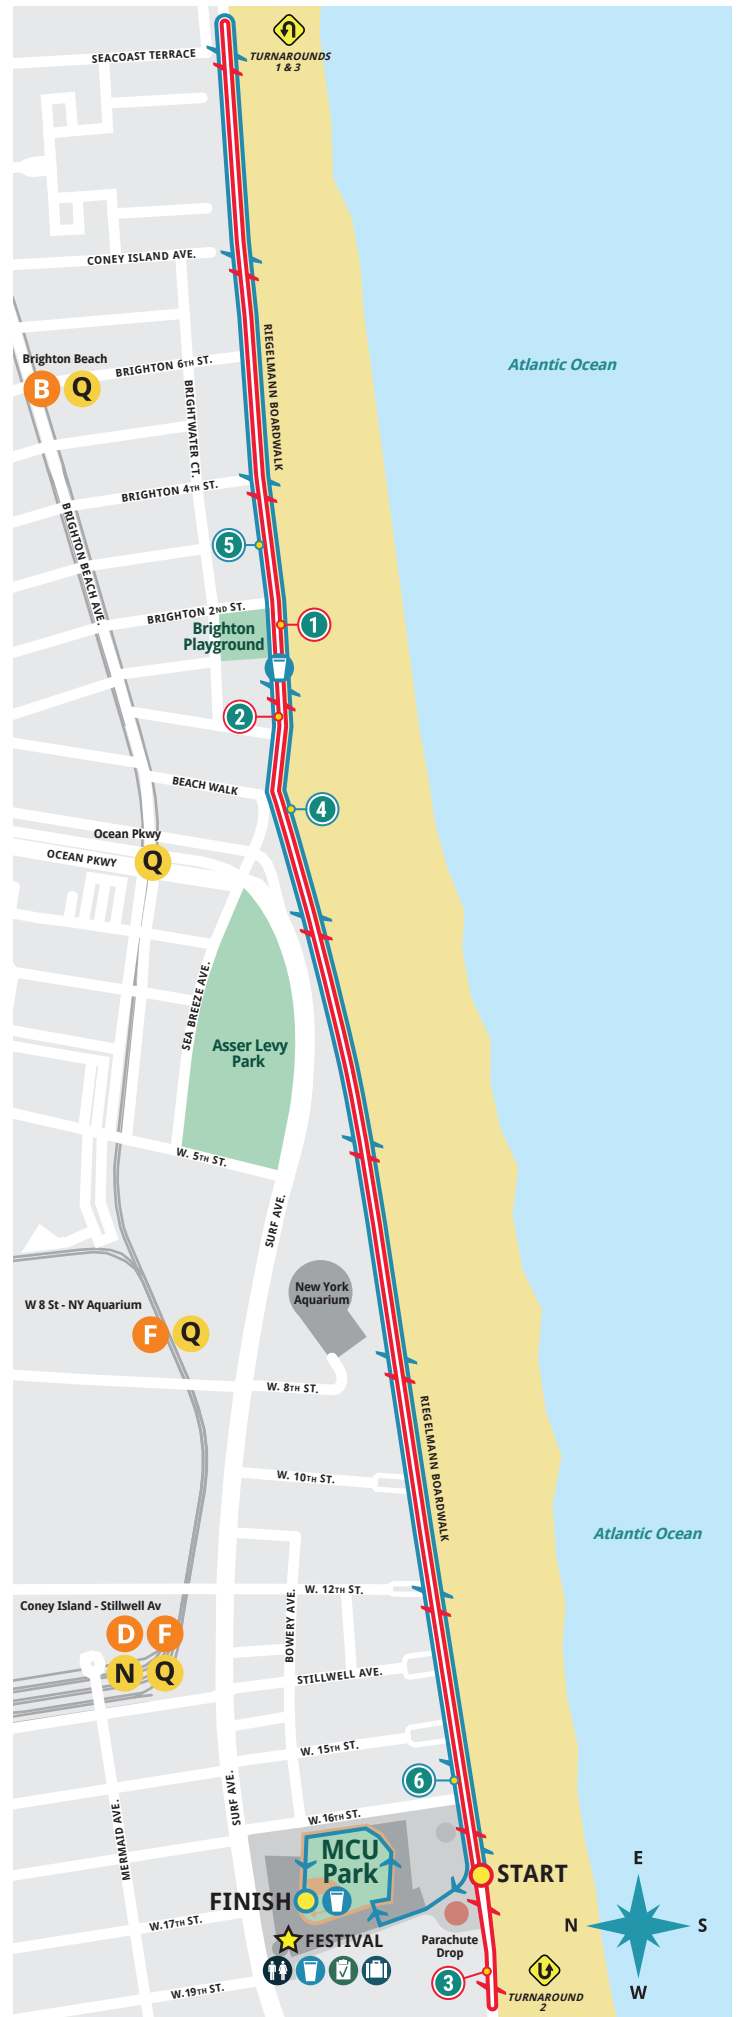 SEACOAST TERRACE
TURNAROUNDS
1 & 3
CONEY ISLAND AVE.
RIEGELMANN BOARDWALK
Brighton Beach
B Q
BRIGHTON 6TH ST.
Atlantic Ocean
BRIGHTWATER CT.
BRIGHTON 4TH ST.
BRIGHTON BEACH AVE.
5
BRIGHTON 2ND ST.
Brighton
Playground
1
2
BEACH WALK
4
Ocean Pkwy
OCEAN PKWY
Q
SEA BREEZE AVE.
Asser Levy
Park
W. 5TH ST.
SURF AVE.
New York
Aquarium
W 8 St - NY Aquarium
F Q
W. 8TH ST.
RIEGELMANN BOARDWALK
W. 10TH ST.
Atlantic Ocean
W. 12TH ST.
Coney Island - Stillwell Av
D F
N Q
BOWERY AVE.
STILLWELL AVE.
W. 15TH ST.
6
SURF AVE.
MERMAID AVE.
W. 16TH ST.
MCU
Park
START
FINISH
E
N S
W
W. 17TH ST.
FESTIVAL
Parachute
Drop
3
TURNAROUND
2
W. 19TH ST.